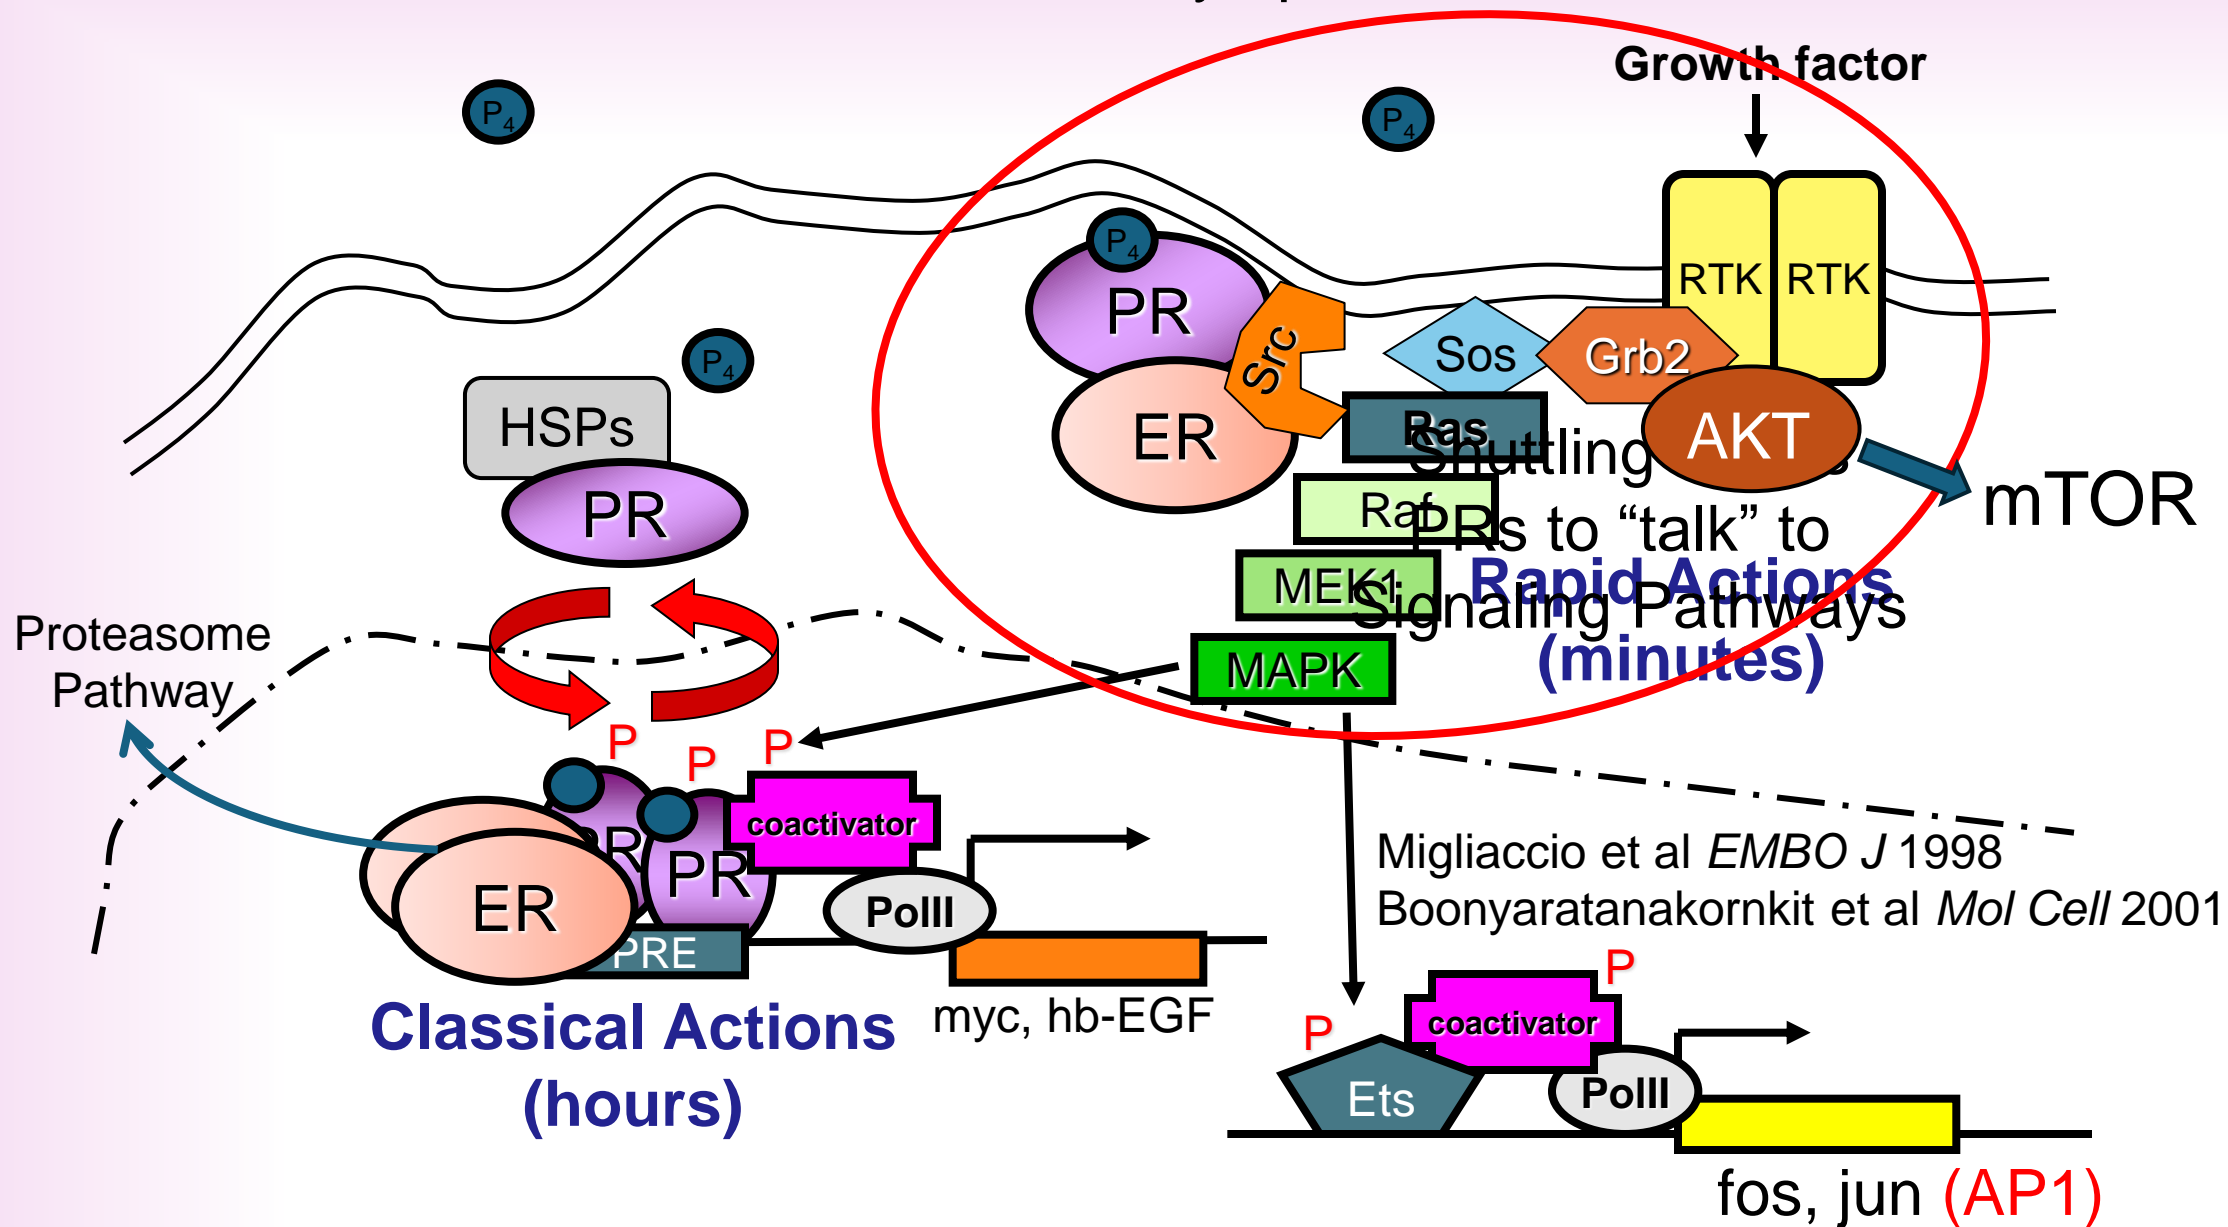 Growth factor
P4
P4
P4
PR
RTK
RTK
Src
Sos
Grb2
P4
HSPs
ER
Ras
AKT
Shuttling
mTOR
PR
Raf
PRs to “talk” to
MEK1
Rapid Actions
Signaling Pathways
(minutes)
Proteasome
Pathway
MAPK
P
P
P
coactivator
PR
PR
ER
PolII
PRE
Migliaccio et al EMBO J 1998
Boonyaratanakornkit et al Mol Cell 2001
myc, hb-EGF
Classical Actions
(hours)
P
P
coactivator
Ets
PolII
fos, jun (AP1)